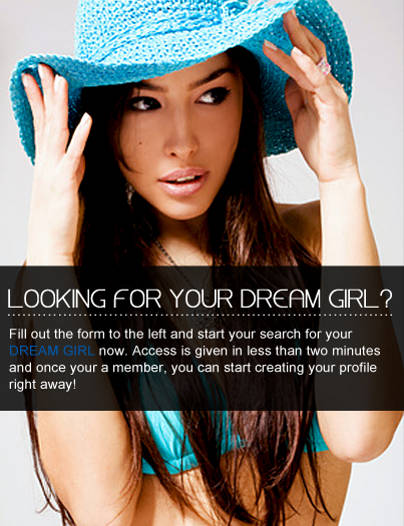 LOOKING FOR YOUR DREAM GIRL?
Fill out the form to the left and start your search for your
DREAM GIRL now. Access is given in less than two minutes
and once your a member, you can start creating your profile
right away!